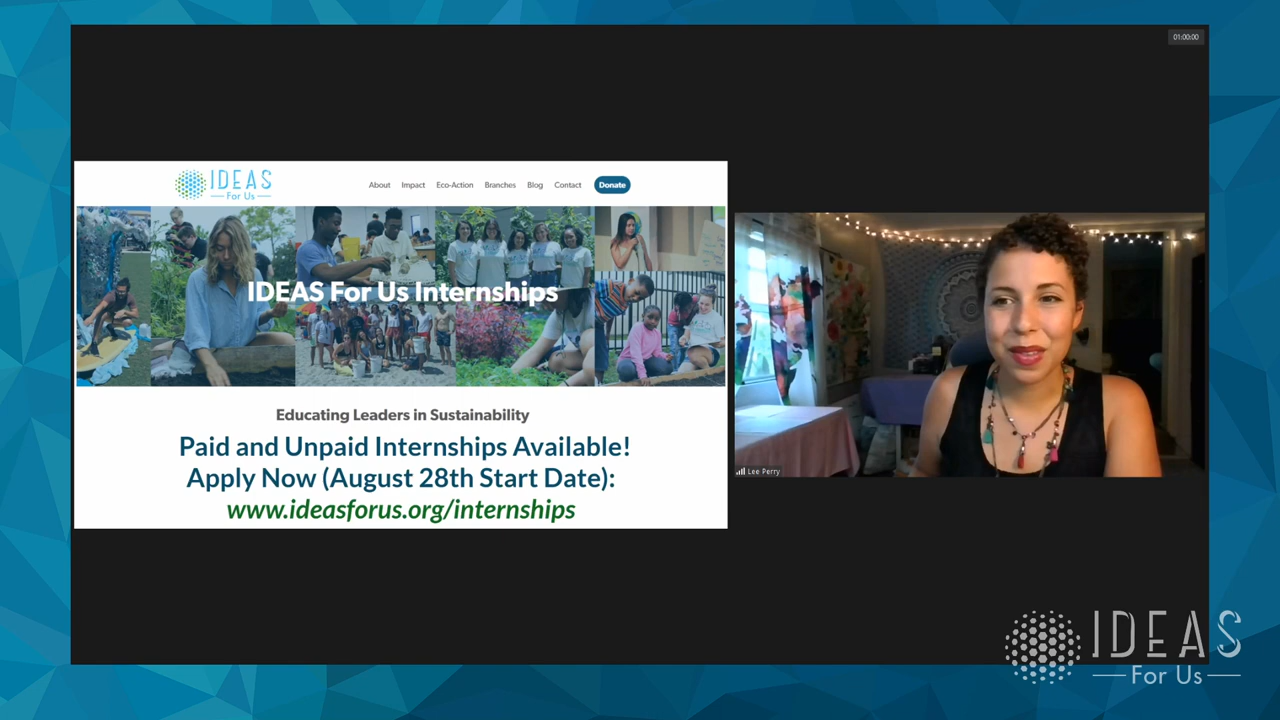 01:00:00
IDEAS
For Us
About Impact Eco-Action Branches Blog Contact Donate
IDEAS For Us Internships
Educating Leaders in Sustainability
Paid and Unpaid Internships Available!
Apply Now (August 28th Start Date):
www.ideasforus.org/internships
Lee Perry
IDEAS
For Us